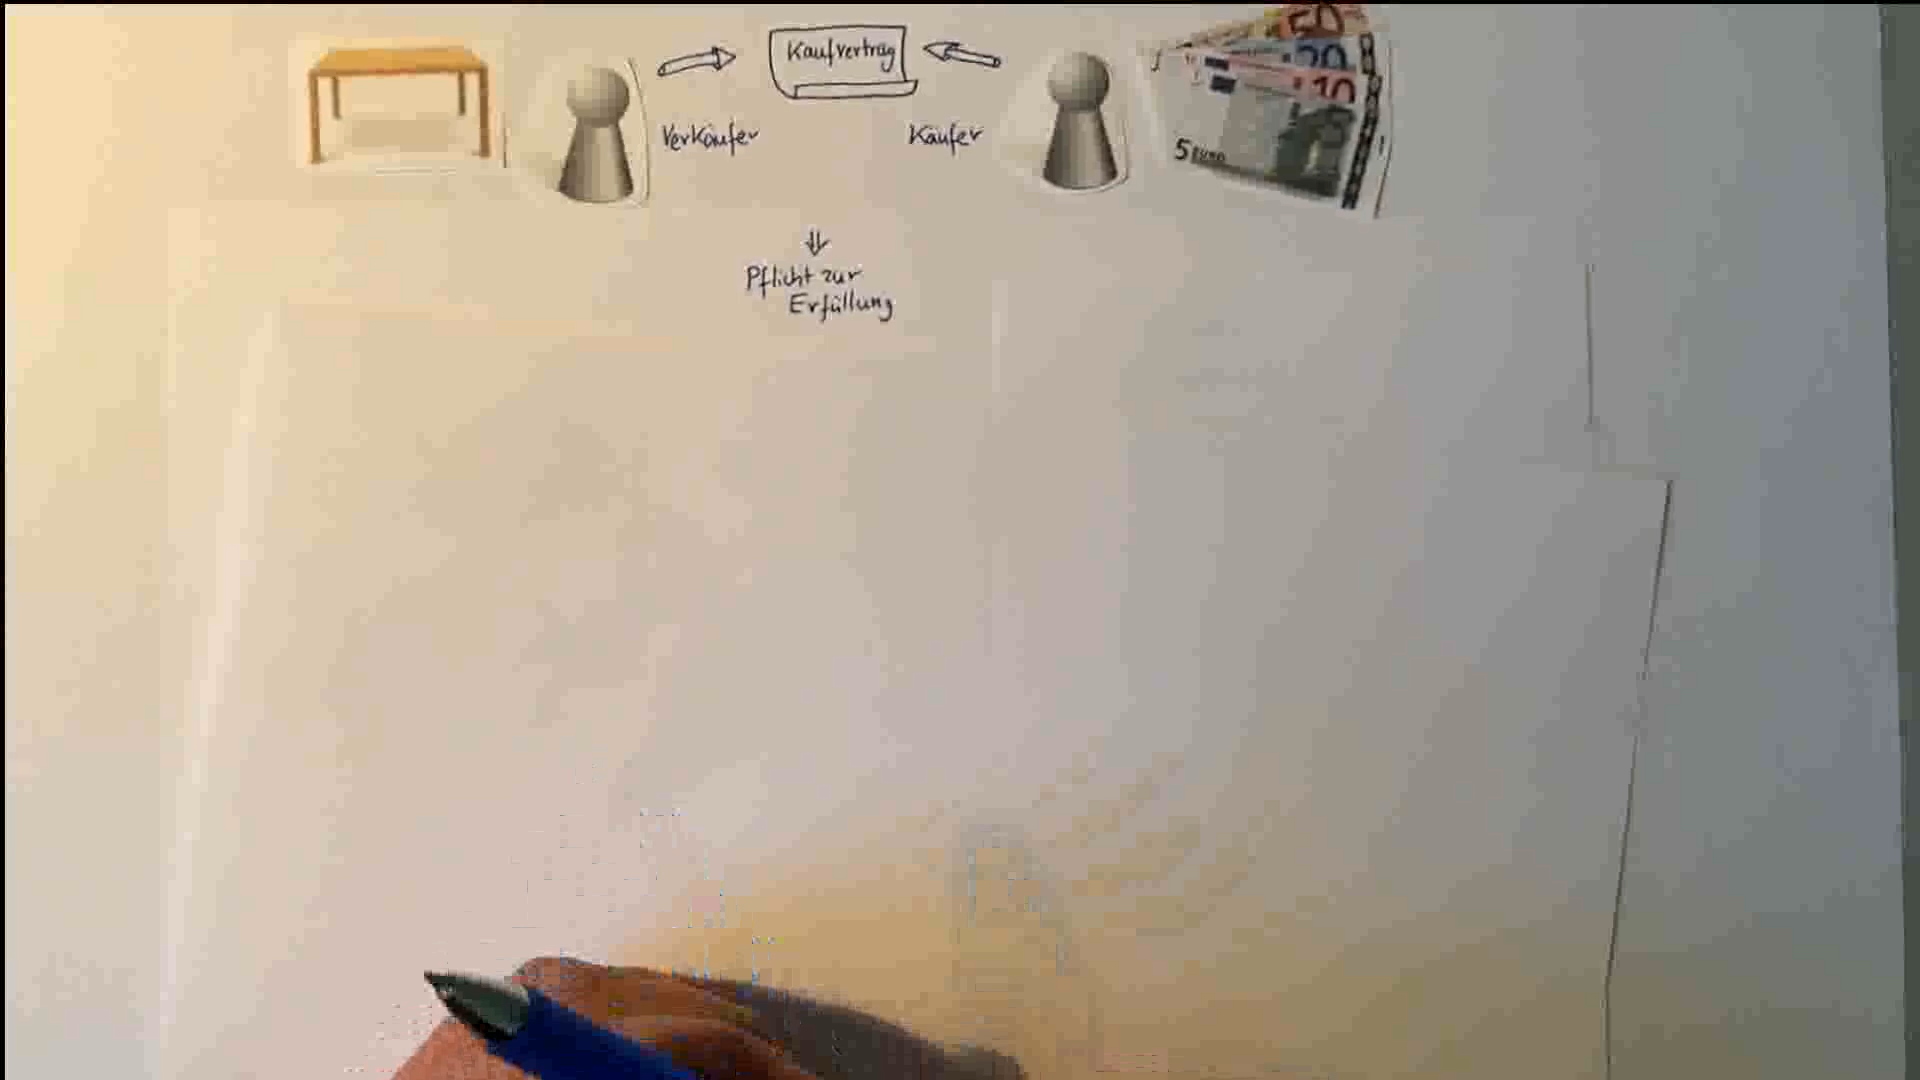 Kaufvertrag
Verkäufer
Käufer
50
20
10
5 EURO
⇓
Pflicht zur
Erfüllung